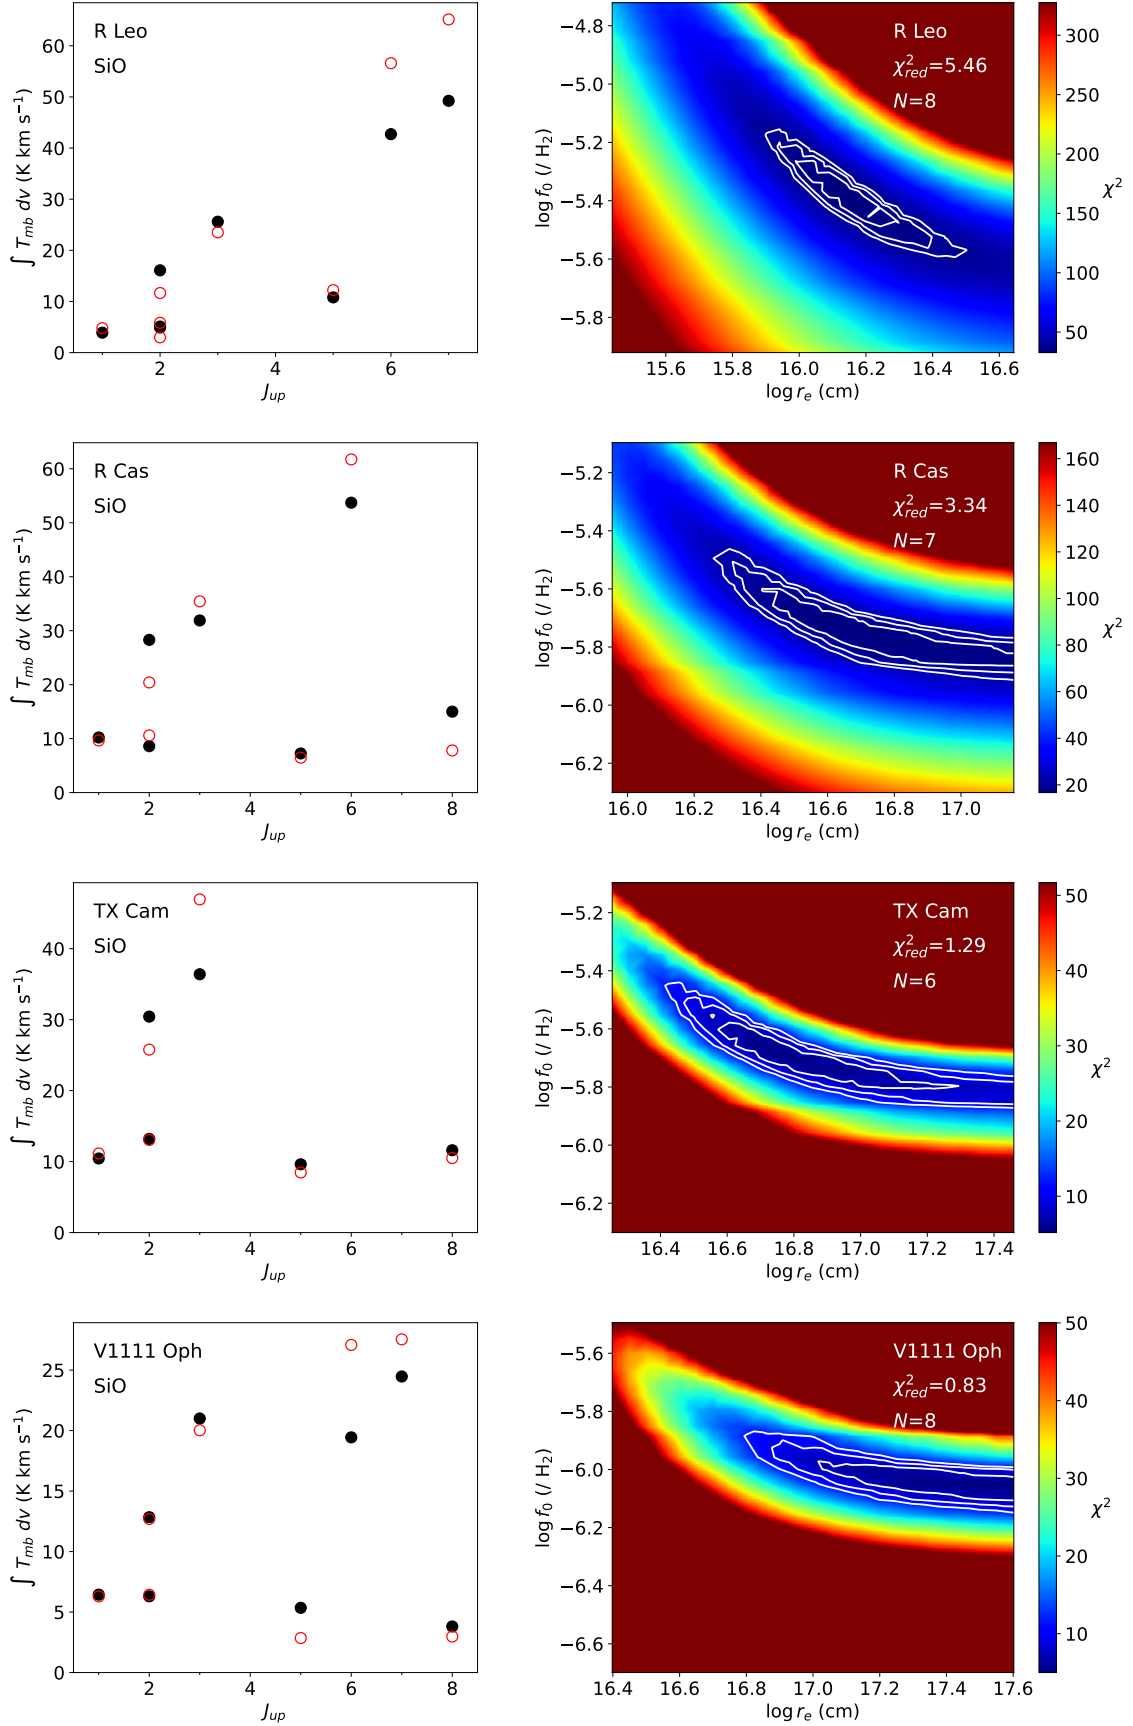 R Leo
SiO
∫ T_mb dv (K km s⁻¹)
0
10
20
30
40
50
60
2
4
6
J_up
R Leo
χ²_red=5.46
N=8
log f₀ (/ H₂)
−4.8
−5.0
−5.2
−5.4
−5.6
−5.8
15.6 15.8 16.0 16.2 16.4 16.6
log r_e (cm)
300
250
200
150
100
50
χ²
R Cas
SiO
∫ T_mb dv (K km s⁻¹)
0
10
20
30
40
50
60
2 4 6 8
J_up
R Cas
χ²_red=3.34
N=7
log f₀ (/ H₂)
−5.2
−5.4
−5.6
−5.8
−6.0
−6.2
16.0 16.2 16.4 16.6 16.8 17.0
log r_e (cm)
160
140
120
100
80
60
40
20
χ²
TX Cam
SiO
∫ T_mb dv (K km s⁻¹)
0
10
20
30
40
2 4 6 8
J_up
TX Cam
χ²_red=1.29
N=6
log f₀ (/ H₂)
−5.2
−5.4
−5.6
−5.8
−6.0
−6.2
16.4 16.6 16.8 17.0 17.2 17.4
log r_e (cm)
50
40
30
20
10
χ²
V1111 Oph
SiO
∫ T_mb dv (K km s⁻¹)
0
5
10
15
20
25
2 4 6 8
J_up
V1111 Oph
χ²_red=0.83
N=8
log f₀ (/ H₂)
−5.6
−5.8
−6.0
−6.2
−6.4
−6.6
16.4 16.6 16.8 17.0 17.2 17.4 17.6
log r_e (cm)
50
40
30
20
10
χ²